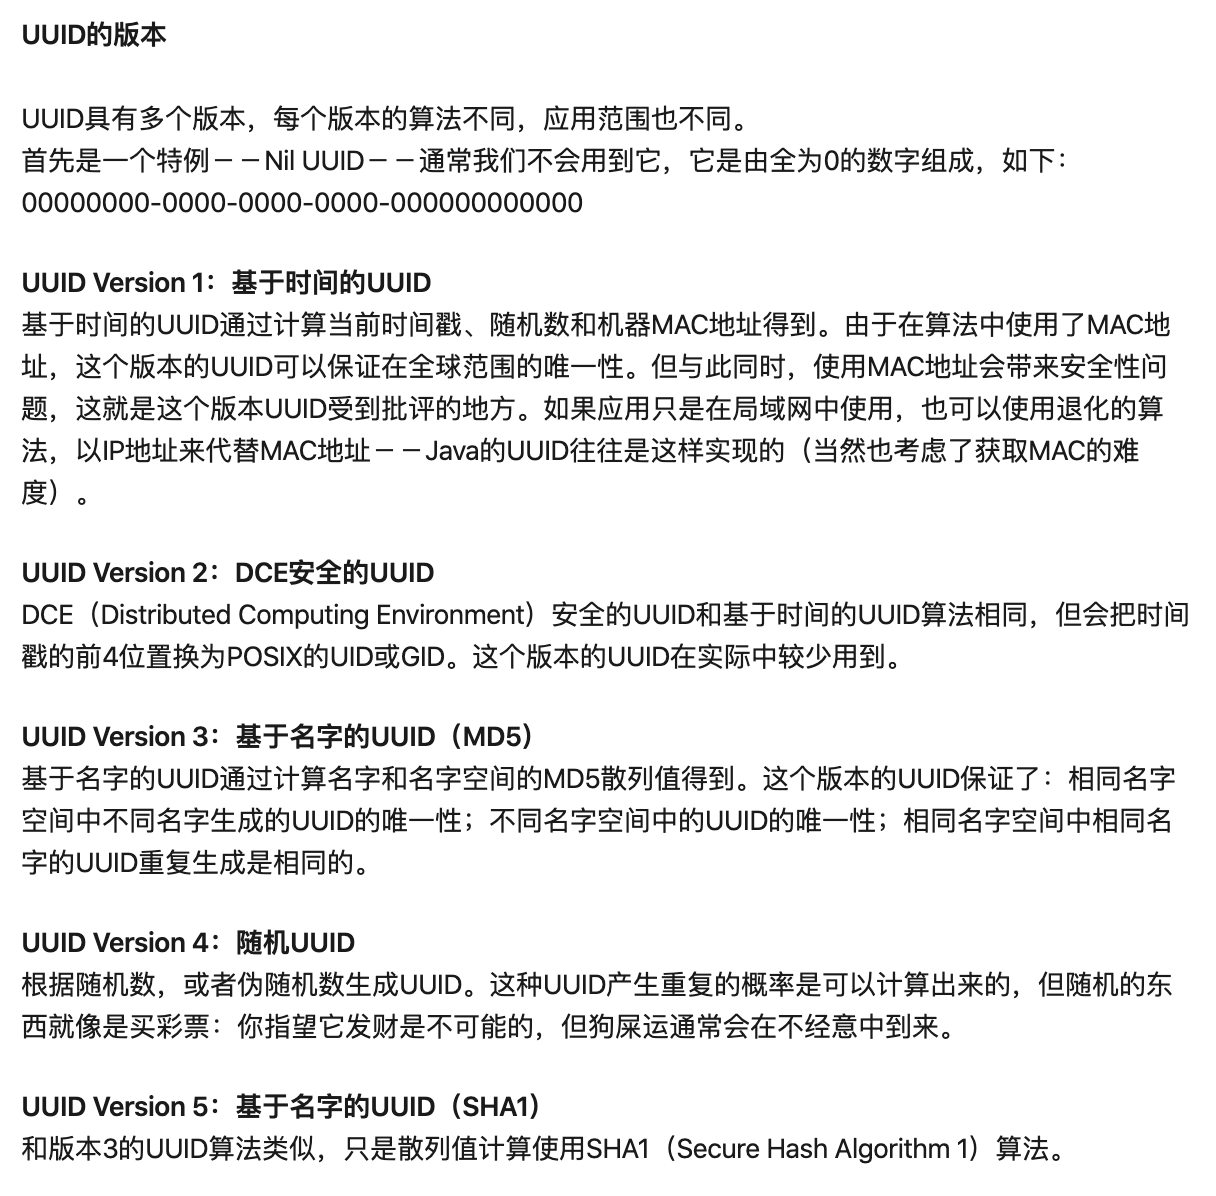 UUID的版本
UUID具有多个版本，每个版本的算法不同，应用范围也不同。
首先是一个特例－－Nil UUID－－通常我们不会用到它，它是由全为0的数字组成，如下：
00000000-0000-0000-0000-000000000000
UUID Version 1：基于时间的UUID
基于时间的UUID通过计算当前时间戳、随机数和机器MAC地址得到。由于在算法中使用了MAC地
址，这个版本的UUID可以保证在全球范围的唯一性。但与此同时，使用MAC地址会带来安全性问
题，这就是这个版本UUID受到批评的地方。如果应用只是在局域网中使用，也可以使用退化的算
法，以IP地址来代替MAC地址－－Java的UUID往往是这样实现的（当然也考虑了获取MAC的难
度）。
UUID Version 2：DCE安全的UUID
DCE（Distributed Computing Environment）安全的UUID和基于时间的UUID算法相同，但会把时间
戳的前4位置换为POSIX的UID或GID。这个版本的UUID在实际中较少用到。
UUID Version 3：基于名字的UUID（MD5）
基于名字的UUID通过计算名字和名字空间的MD5散列值得到。这个版本的UUID保证了：相同名字
空间中不同名字生成的UUID的唯一性；不同名字空间中的UUID的唯一性；相同名字空间中相同名
字的UUID重复生成是相同的。
UUID Version 4：随机UUID
根据随机数，或者伪随机数生成UUID。这种UUID产生重复的概率是可以计算出来的，但随机的东
西就像是买彩票：你指望它发财是不可能的，但狗屎运通常会在不经意中到来。
UUID Version 5：基于名字的UUID（SHA1）
和版本3的UUID算法类似，只是散列值计算使用SHA1（Secure Hash Algorithm 1）算法。